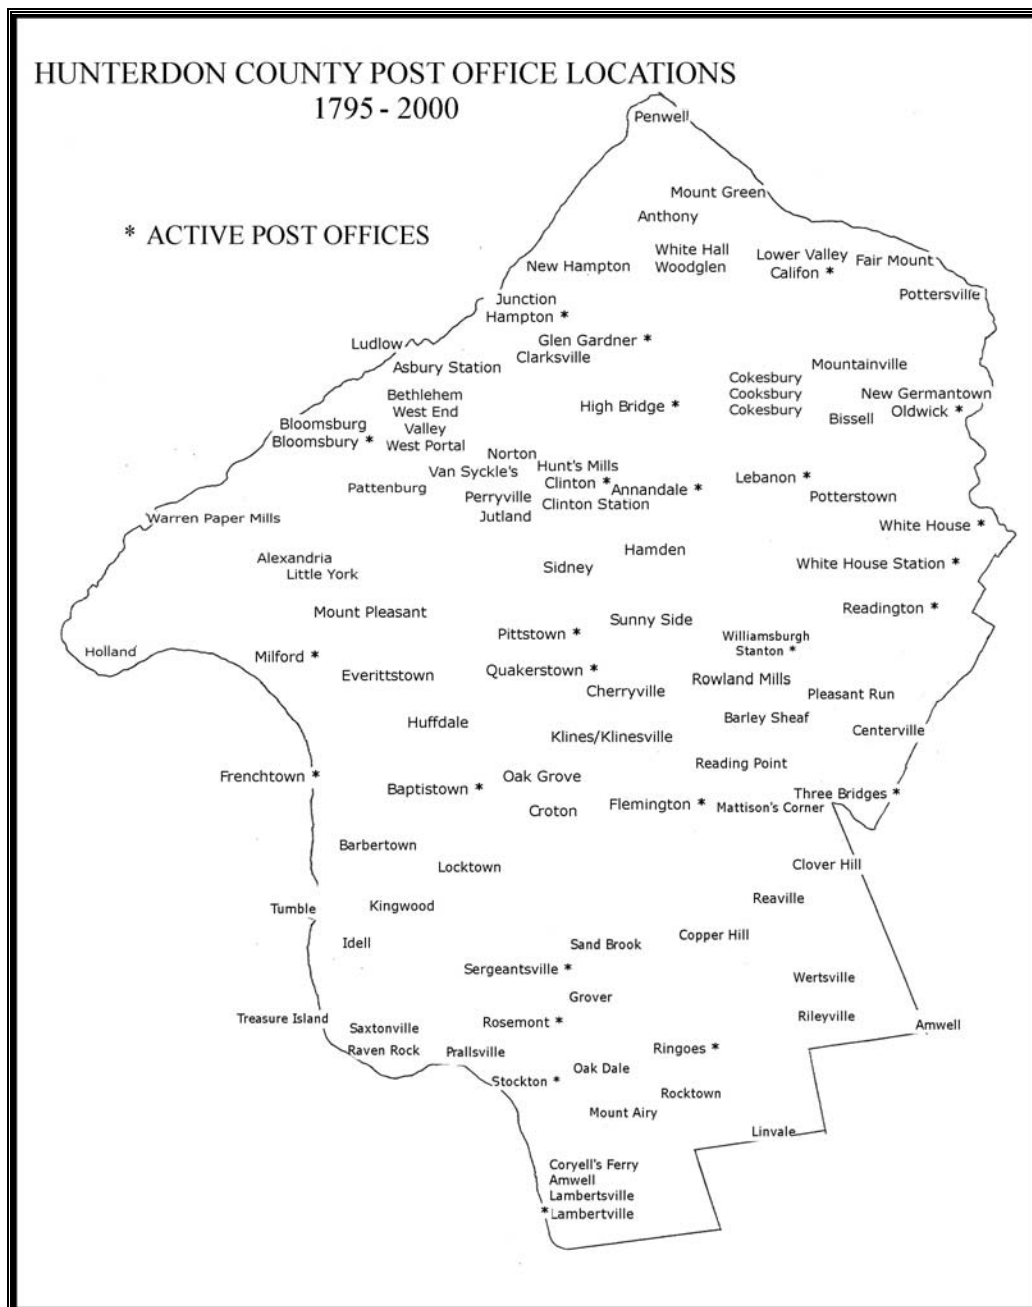 HUNTERDON COUNTY POST OFFICE LOCATIONS
1795 - 2000
Penwell
Mount Green
Anthony
* ACTIVE POST OFFICES
White Hall
Woodglen
Lower Valley
Califon *
Fair Mount
New Hampton
Pottersville
Junction
Hampton *
Glen Gardner *
Clarksville
Ludlow
Asbury Station
Mountainville
Cokesbury
Cooksbury
Cokesbury
New Germantown
Oldwick *
Bissell
Bethlehem
West End
Valley
West Portal
High Bridge *
Bloomsburg
Bloomsbury *
Norton
Van Syckle's
Hunt's Mills
Clinton *
Annandale *
Clinton Station
Lebanon *
Pattenburg
Perryville
Jutland
Potterstown
Warren Paper Mills
White House *
Hamden
Alexandria
Little York
Sidney
White House Station *
Mount Pleasant
Sunny Side
Readington *
Pittstown *
Williamsburgh
Stanton *
Holland
Milford *
Everittstown
Quakerstown *
Cherryville
Rowland Mills
Pleasant Run
Huffdale
Barley Sheaf
Klines/Klinesville
Centerville
Reading Point
Frenchtown *
Baptistown *
Oak Grove
Croton
Flemington *
Mattison's Corner
Three Bridges *
Barbertown
Locktown
Clover Hill
Reaville
Tumble
Kingwood
Idell
Sand Brook
Copper Hill
Sergeantsville *
Wertsville
Grover
Treasure Island
Saxtonville
Rosemont *
Rileyville
Amwell
Raven Rock
Prallsville
Ringoes *
Stockton *
Oak Dale
Rocktown
Mount Airy
Linvale
Coryell's Ferry
Amwell
Lambertsville
*Lambertville